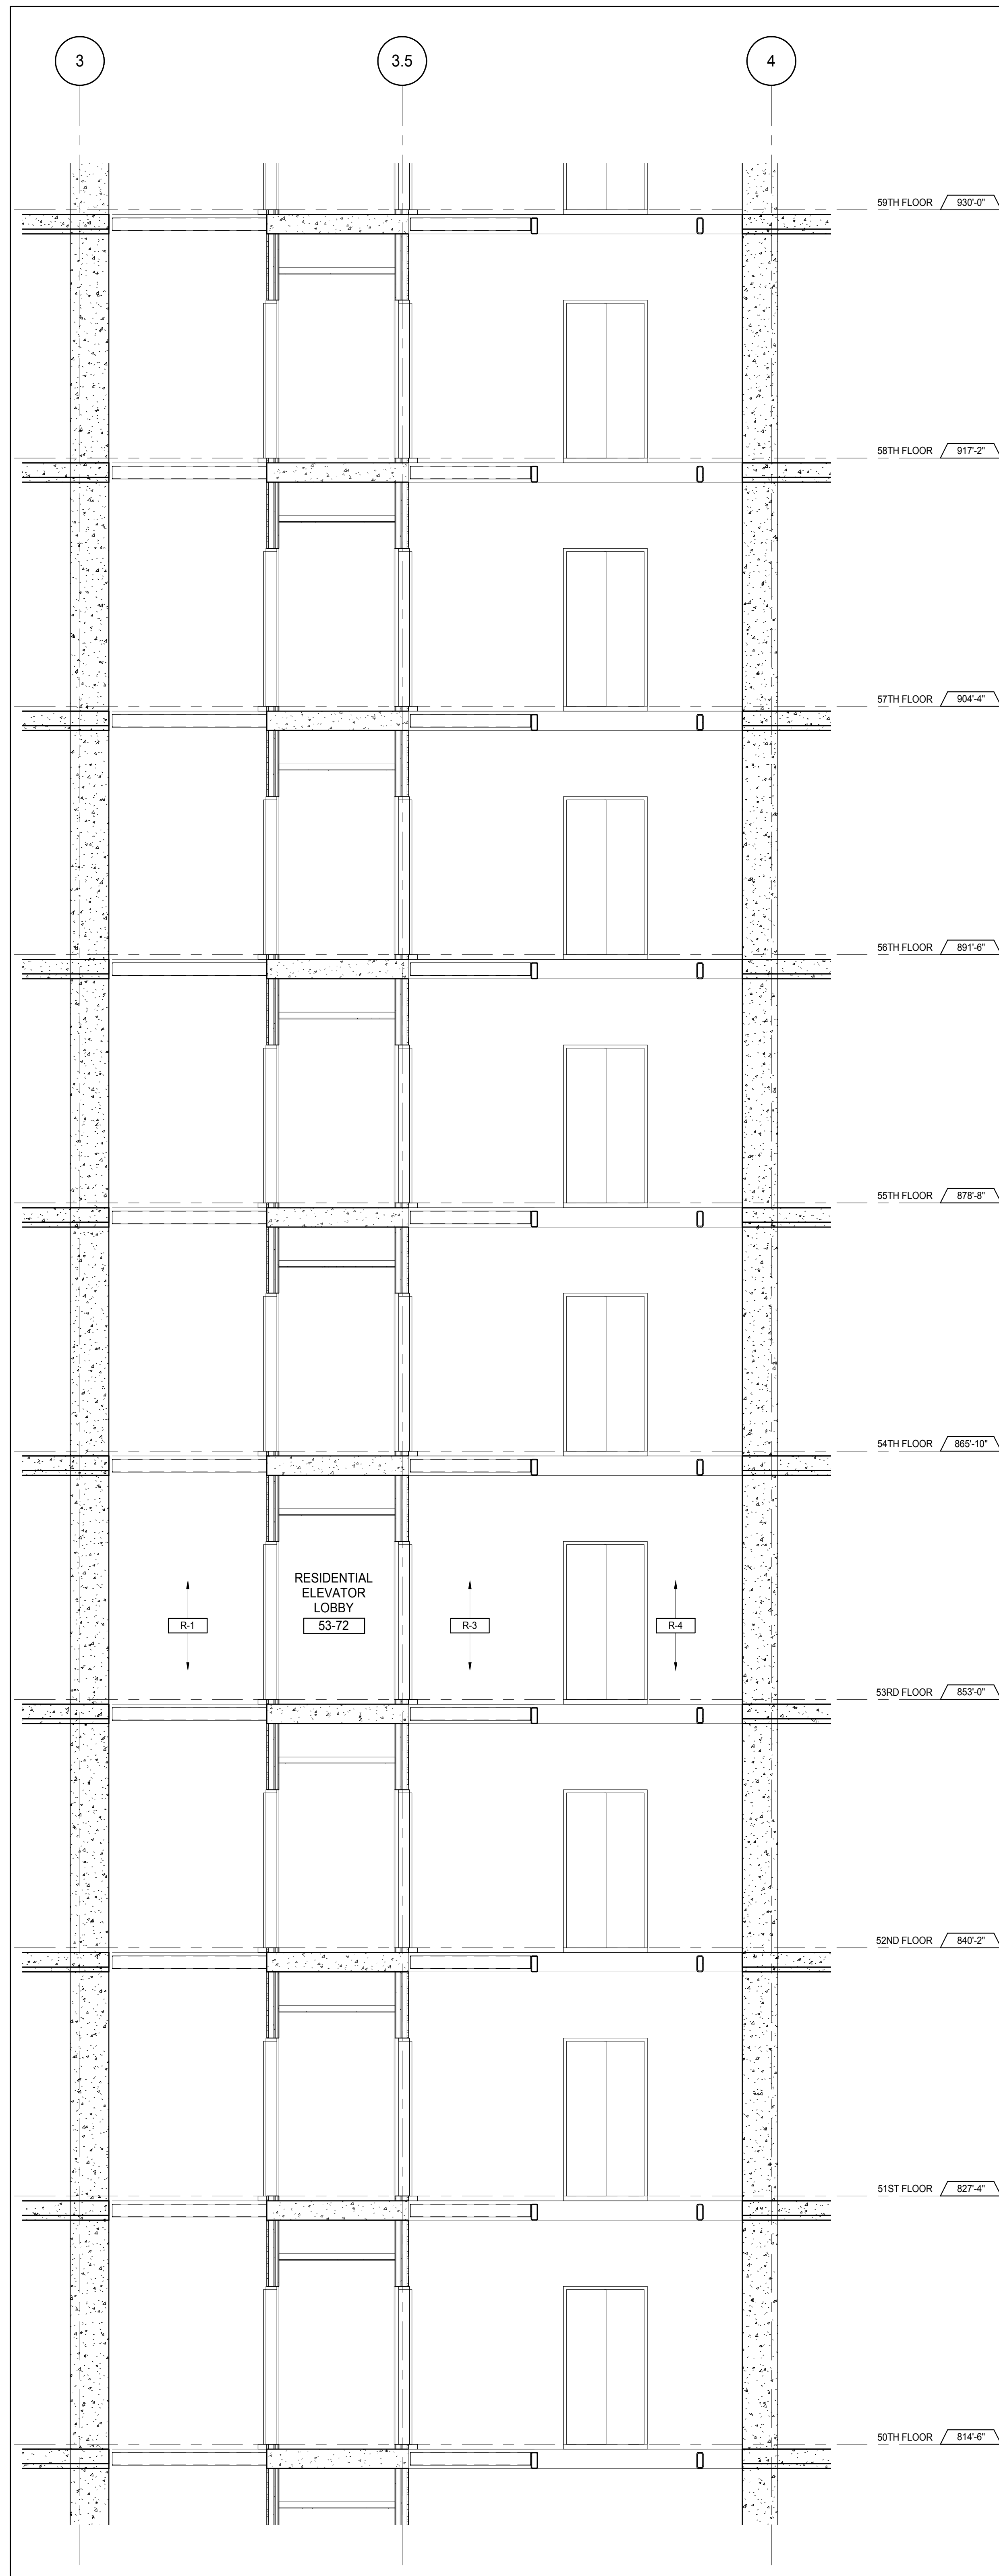 3 3.5 4
59TH FLOOR 930'-0"
58TH FLOOR 917'-2"
57TH FLOOR 904'-4"
56TH FLOOR 891'-6"
55TH FLOOR 878'-8"
54TH FLOOR 865'-10"
RESIDENTIAL
ELEVATOR
LOBBY
R-1 53-72 R-3 R-4
53RD FLOOR 853'-0"
52ND FLOOR 840'-2"
51ST FLOOR 827'-4"
50TH FLOOR 814'-6"